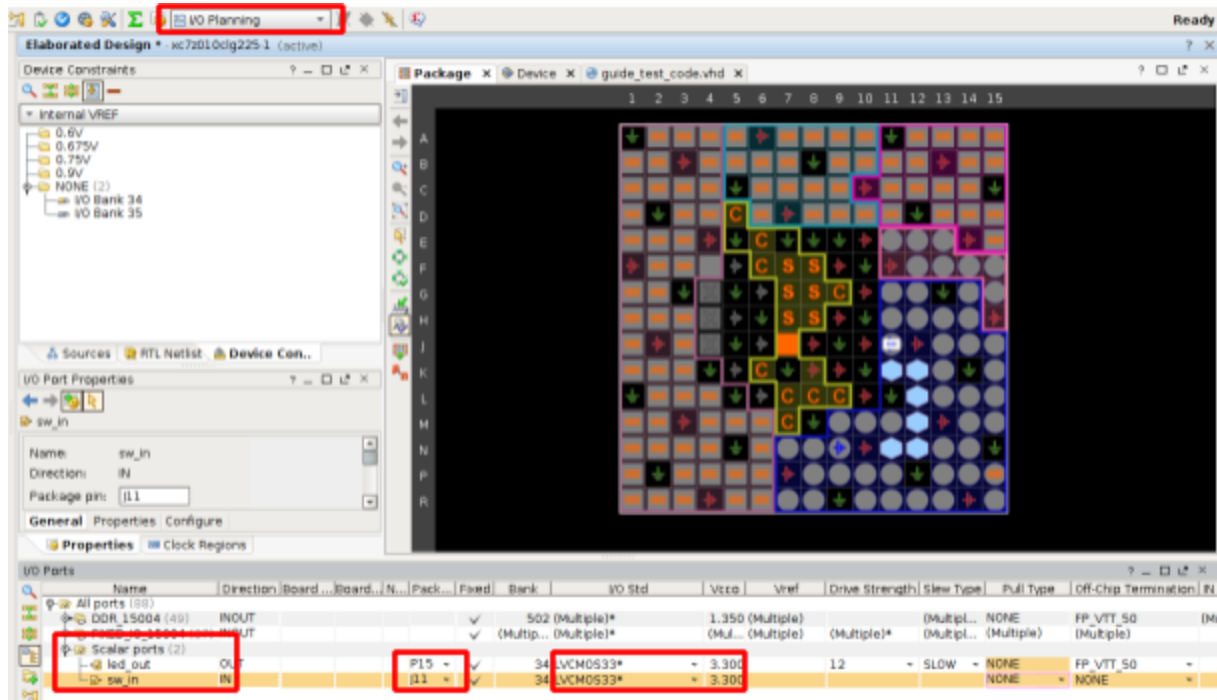 I/O Planning
Ready
Elaborated Design * - xc7z010clg225-1 (active)
Device Constraints
Internal VREF
0.6V
0.675V
0.75V
0.9V
NONE (2)
I/O Bank 34
I/O Bank 35
Sources RTL Netlist Device Con..
I/O Port Properties
sw_in
Name: sw_in
Direction: IN
Package pin: J11
General Properties Configure
Properties Clock Regions
Package Device guide_test_code.vhd
1 2 3 4 5 6 7 8 9 10 11 12 13 14 15
A
B
C
D
C
E
C
F
C S S
G
S S C
H
S S
J
K
C
L
C C C
M
C
N
P
R
I/O Ports
Name Direction Board ... Board... N... Pack... Fixed Bank I/O Std Vcco Vref Drive Strength Slew Type Pull Type Off-Chip Termination IN
All ports (88)
DDR_15004 (49) INOUT 502 (Multiple)* 1.350 (Multiple) (Multipl... NONE FP_VTT_50 (M
INOUT (Multip... (Multiple)* (Mul... (Multiple) (Multiple)* (Multipl... (Multiple) (Multiple)
Scalar ports (2)
led_out OUT P15 34 LVCMOS33* 3.300 12 SLOW NONE FP_VTT_50
sw_in IN J11 34 LVCMOS33* 3.300 NONE NONE